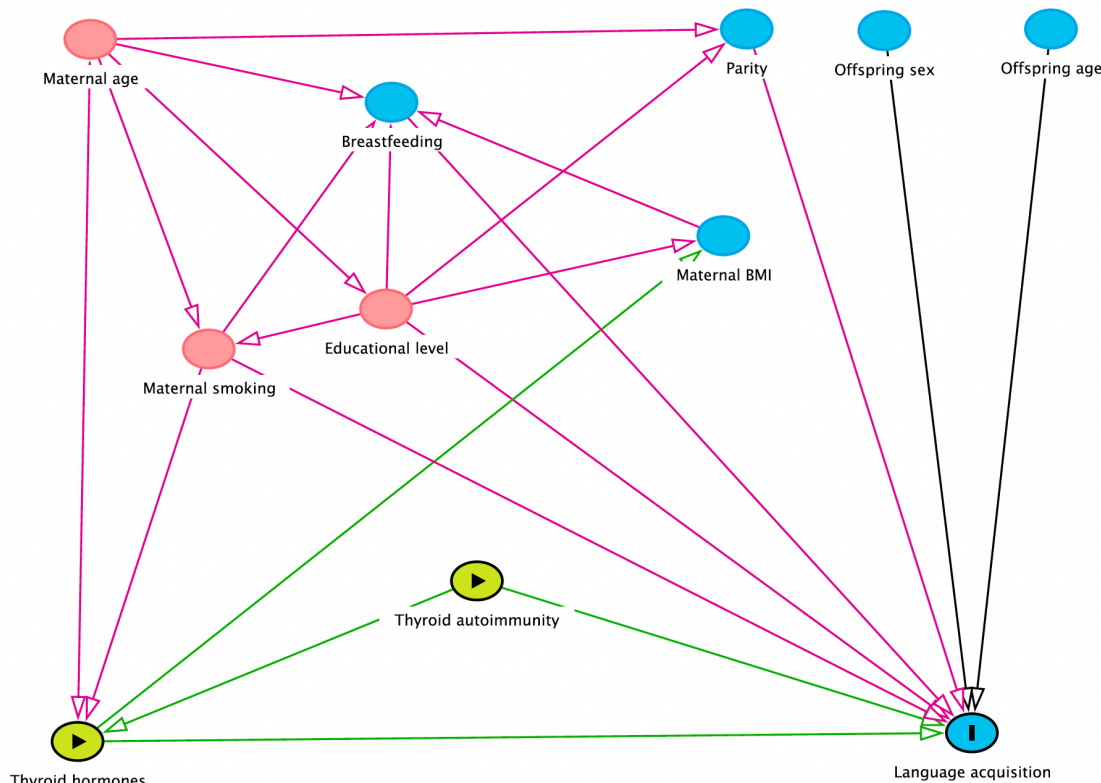 Maternal age
Parity
Offspring sex
Offspring age
Breastfeeding
Maternal BMI
Educational level
Maternal smoking
Thyroid autoimmunity
Thyroid hormones
Language acquisition